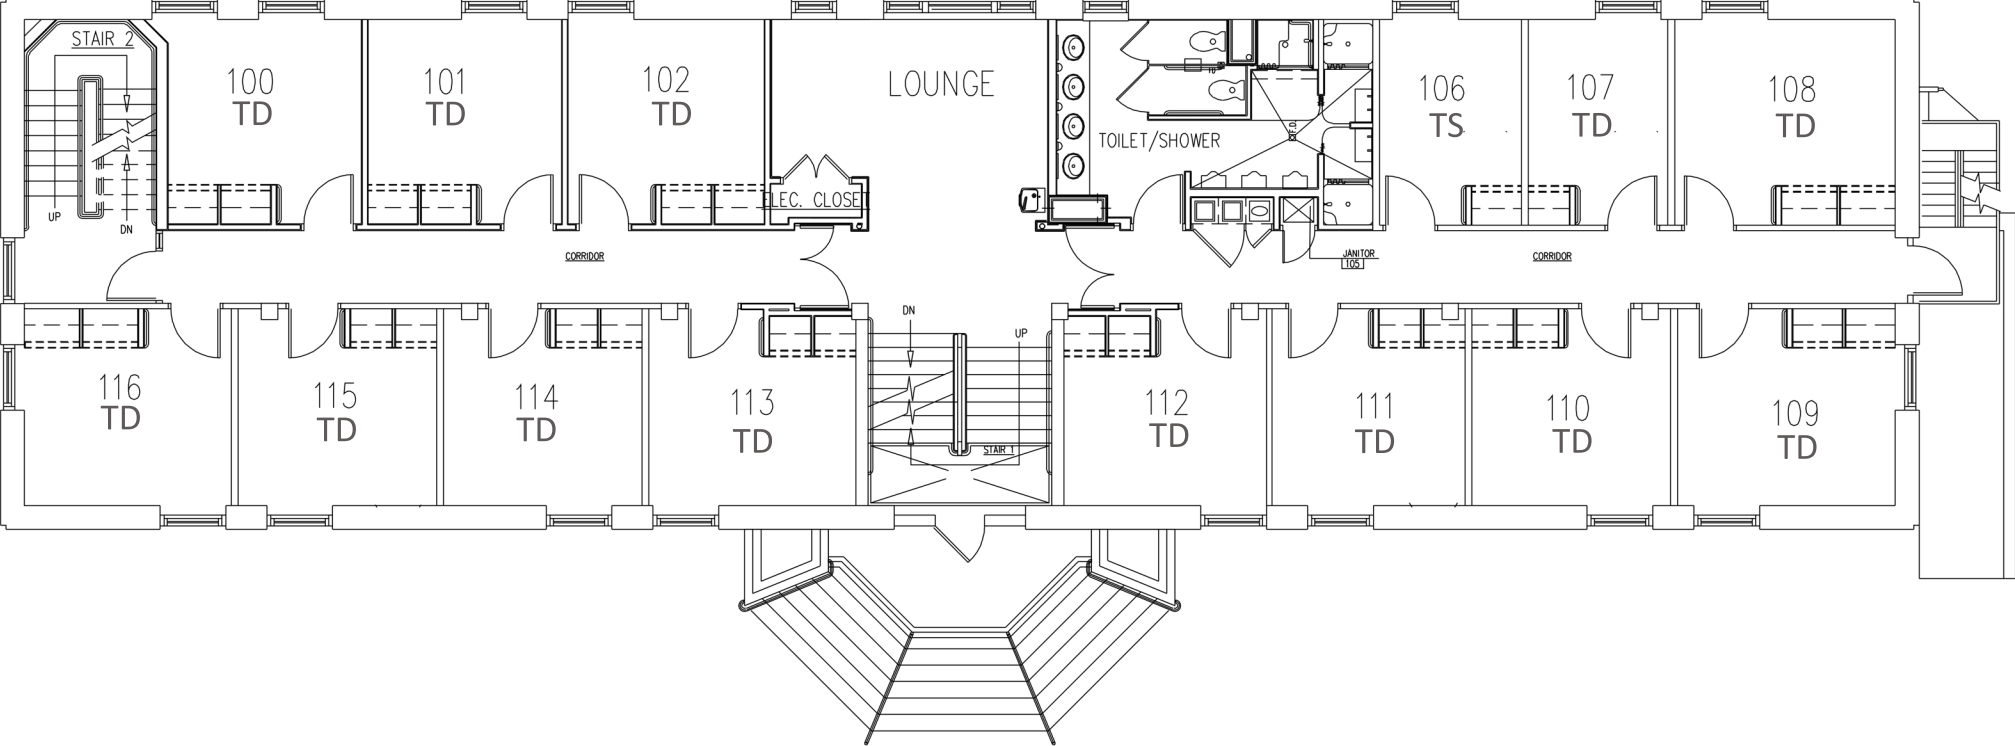 STAIR 2
UP
DN
100
TD
101
TD
102
TD
LOUNGE
ELEC. CLOSE
TOILET/SHOWER
F.D.
106
TS
107
TD
108
TD
CORRIDOR
JANITOR
105
CORRIDOR
116
TD
115
TD
114
TD
113
TD
DN
UP
STAIR 1
112
TD
111
TD
110
TD
109
TD